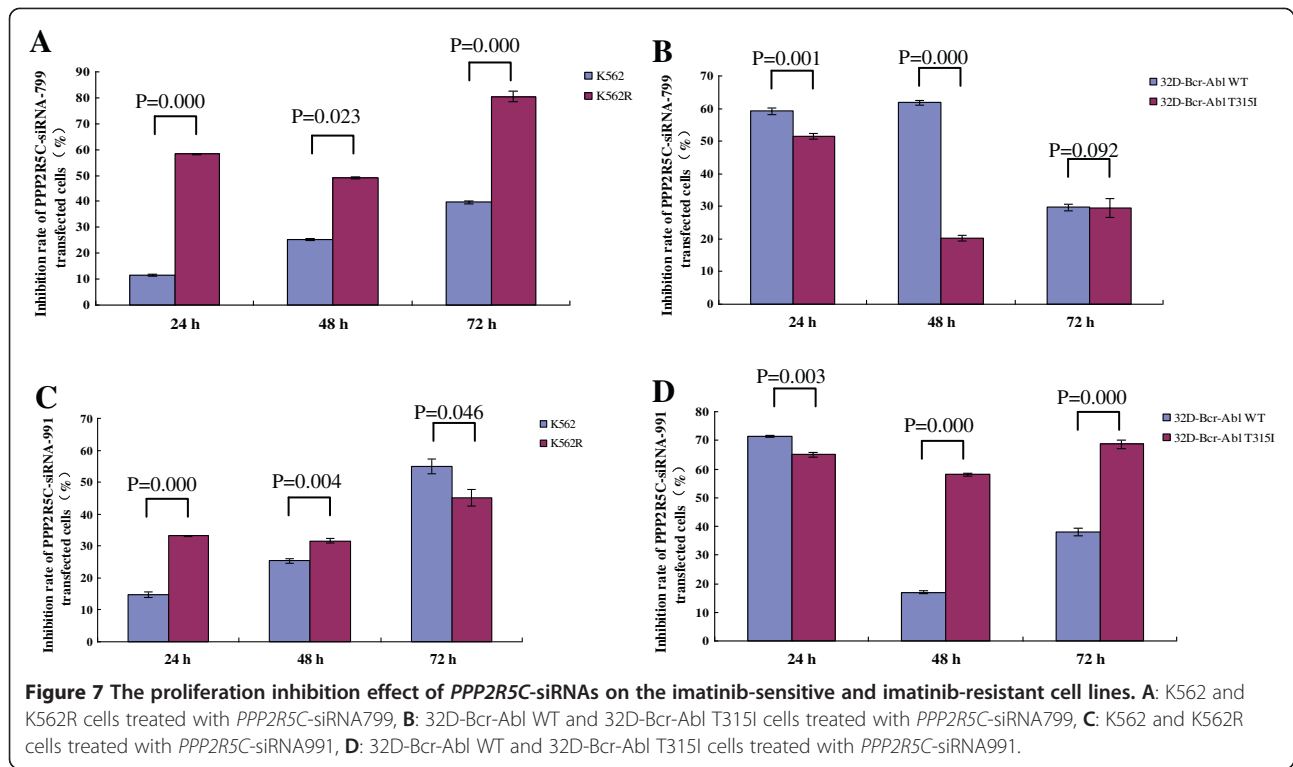 A
P=0.000
P=0.023
P=0.000
K562
K562R
Inhibition rate of PPP2R5C-siRNA-799
transfected cells（%）
90
80
70
60
50
40
30
20
10
0
24 h
48 h
72 h
B
P=0.001
P=0.000
P=0.092
32D-Bcr-Abl WT
32D-Bcr-Abl T315I
Inhibition rate of PPP2R5C-siRNA-799
transfected cells（%）
70
60
50
40
30
20
10
0
24 h
48 h
72 h
C
P=0.000
P=0.004
P=0.046
K562
K562R
Inhibition rate of PPP2R5C-siRNA-991
transfected cells（%）
70
60
50
40
30
20
10
0
24 h
48 h
72 h
D
P=0.003
P=0.000
P=0.000
32D-Bcr-Abl WT
32D-Bcr-Abl T315I
Inhibition rate of PPP2R5C-siRNA-991
transfected cells（%）
80
70
60
50
40
30
20
10
0
24 h
48 h
72 h
Figure 7 The proliferation inhibition effect of PPP2R5C-siRNAs on the imatinib-sensitive and imatinib-resistant cell lines. A: K562 and
K562R cells treated with PPP2R5C-siRNA799, B: 32D-Bcr-Abl WT and 32D-Bcr-Abl T315I cells treated with PPP2R5C-siRNA799, C: K562 and K562R
cells treated with PPP2R5C-siRNA991, D: 32D-Bcr-Abl WT and 32D-Bcr-Abl T315I cells treated with PPP2R5C-siRNA991.